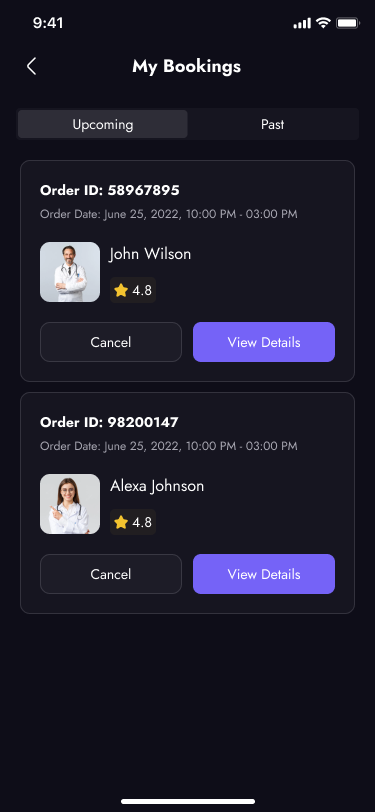 9:41
My Bookings
Upcoming
Past
Order ID: 58967895
Order Date: June 25, 2022, 10:00 PM - 03:00 PM
John Wilson
4.8
Cancel
View Details
Order ID: 98200147
Order Date: June 25, 2022, 10:00 PM - 03:00 PM
Alexa Johnson
4.8
Cancel
View Details